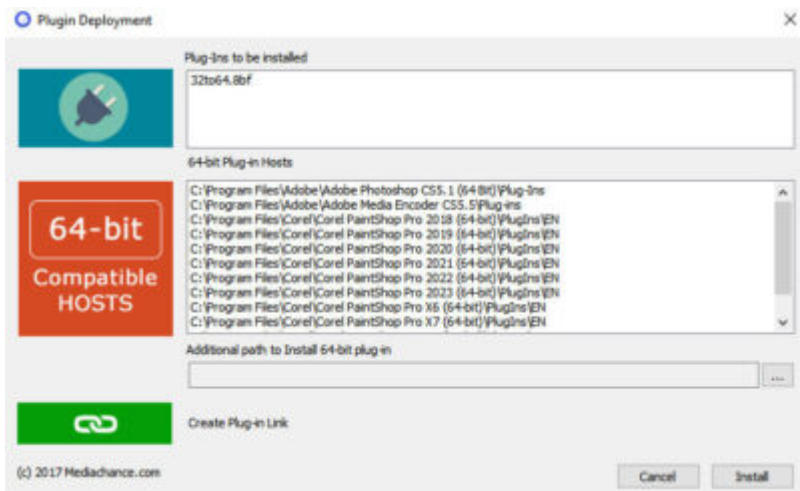 Plugin Deployment
Plug-Ins to be installed
32to64.8bf
64-bit Plug-in Hosts
C:\Program Files\Adobe\Adobe Photoshop CS5.1 (64 Bit)\Plug-Ins
C:\Program Files\Adobe\Adobe Media Encoder CS5.5\Plug-ins
C:\Program Files\Corel\Corel PaintShop Pro 2018 (64-bit)\PlugIns\EN
C:\Program Files\Corel\Corel PaintShop Pro 2019 (64-bit)\PlugIns\EN
C:\Program Files\Corel\Corel PaintShop Pro 2020 (64-bit)\PlugIns\EN
C:\Program Files\Corel\Corel PaintShop Pro 2021 (64-bit)\PlugIns\EN
C:\Program Files\Corel\Corel PaintShop Pro 2022 (64-bit)\PlugIns\EN
C:\Program Files\Corel\Corel PaintShop Pro 2023 (64-bit)\PlugIns\EN
C:\Program Files\Corel\Corel PaintShop Pro X6 (64-bit)\PlugIns\EN
C:\Program Files\Corel\Corel PaintShop Pro X7 (64-bit)\PlugIns\EN
64-bit
Compatible
HOSTS
Additional path to Install 64-bit plug-in
...
Create Plug-in Link
(c) 2017 Mediachance.com
Cancel
Install